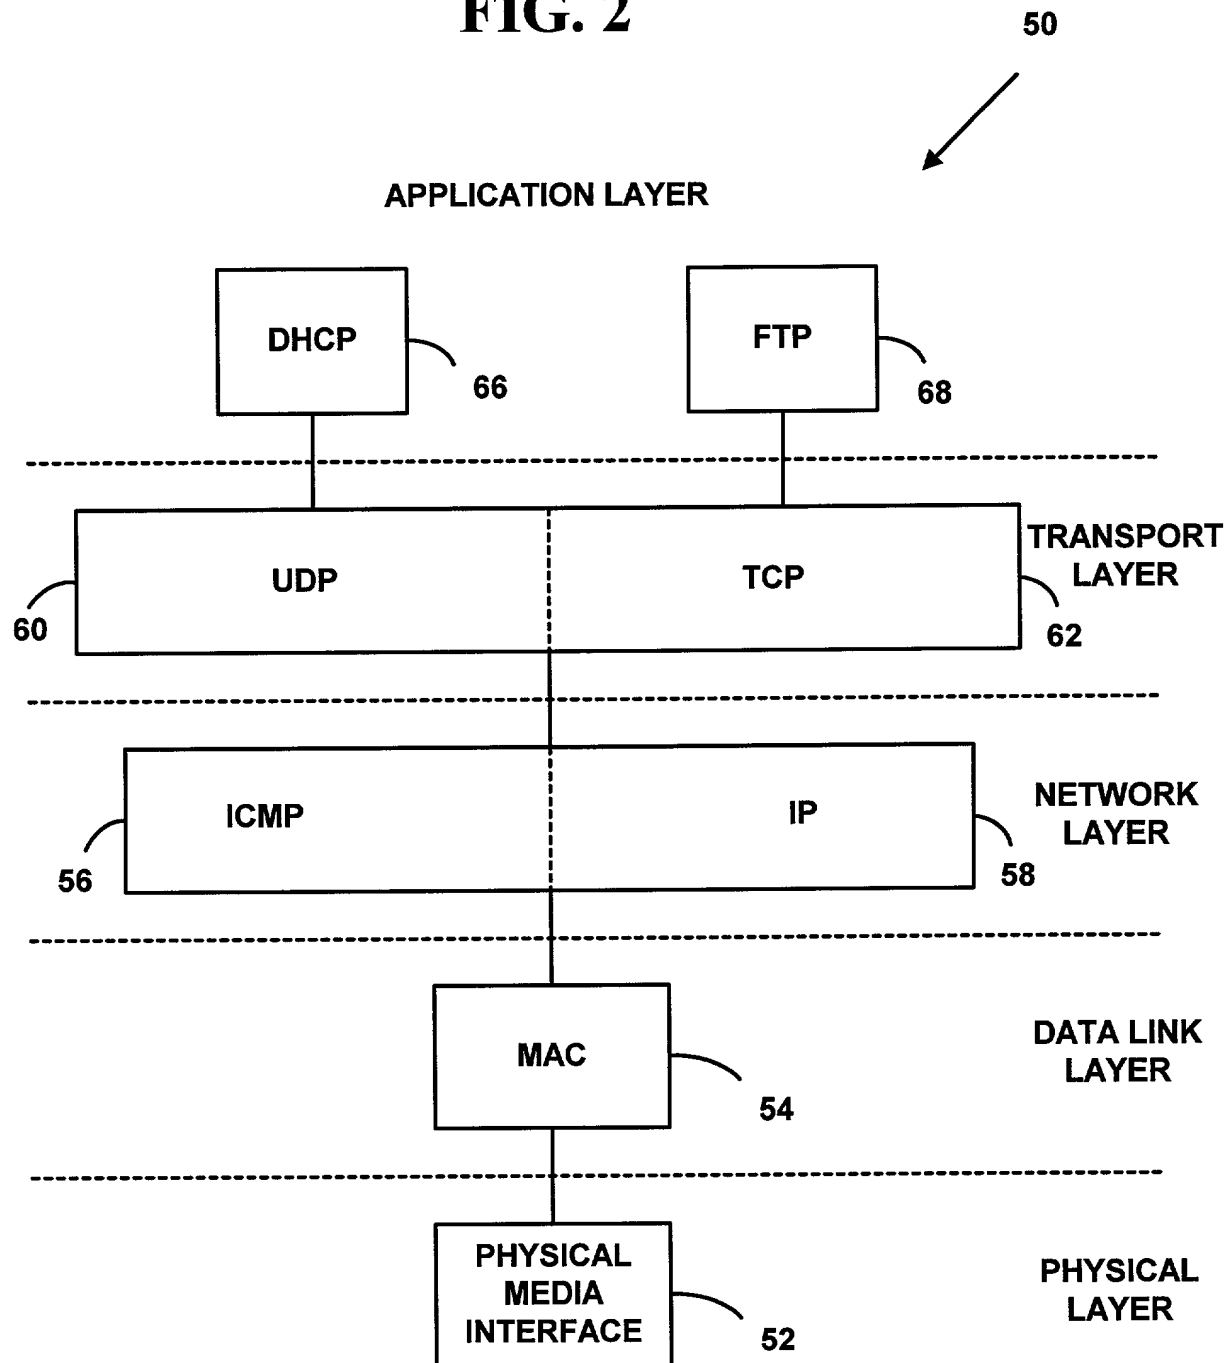 FIG. 2
50
APPLICATION LAYER
DHCP
FTP
66
68
TRANSPORT
LAYER
UDP
TCP
60
62
ICMP
IP
NETWORK
LAYER
56
58
MAC
DATA LINK
LAYER
54
PHYSICAL
MEDIA
INTERFACE
PHYSICAL
LAYER
52